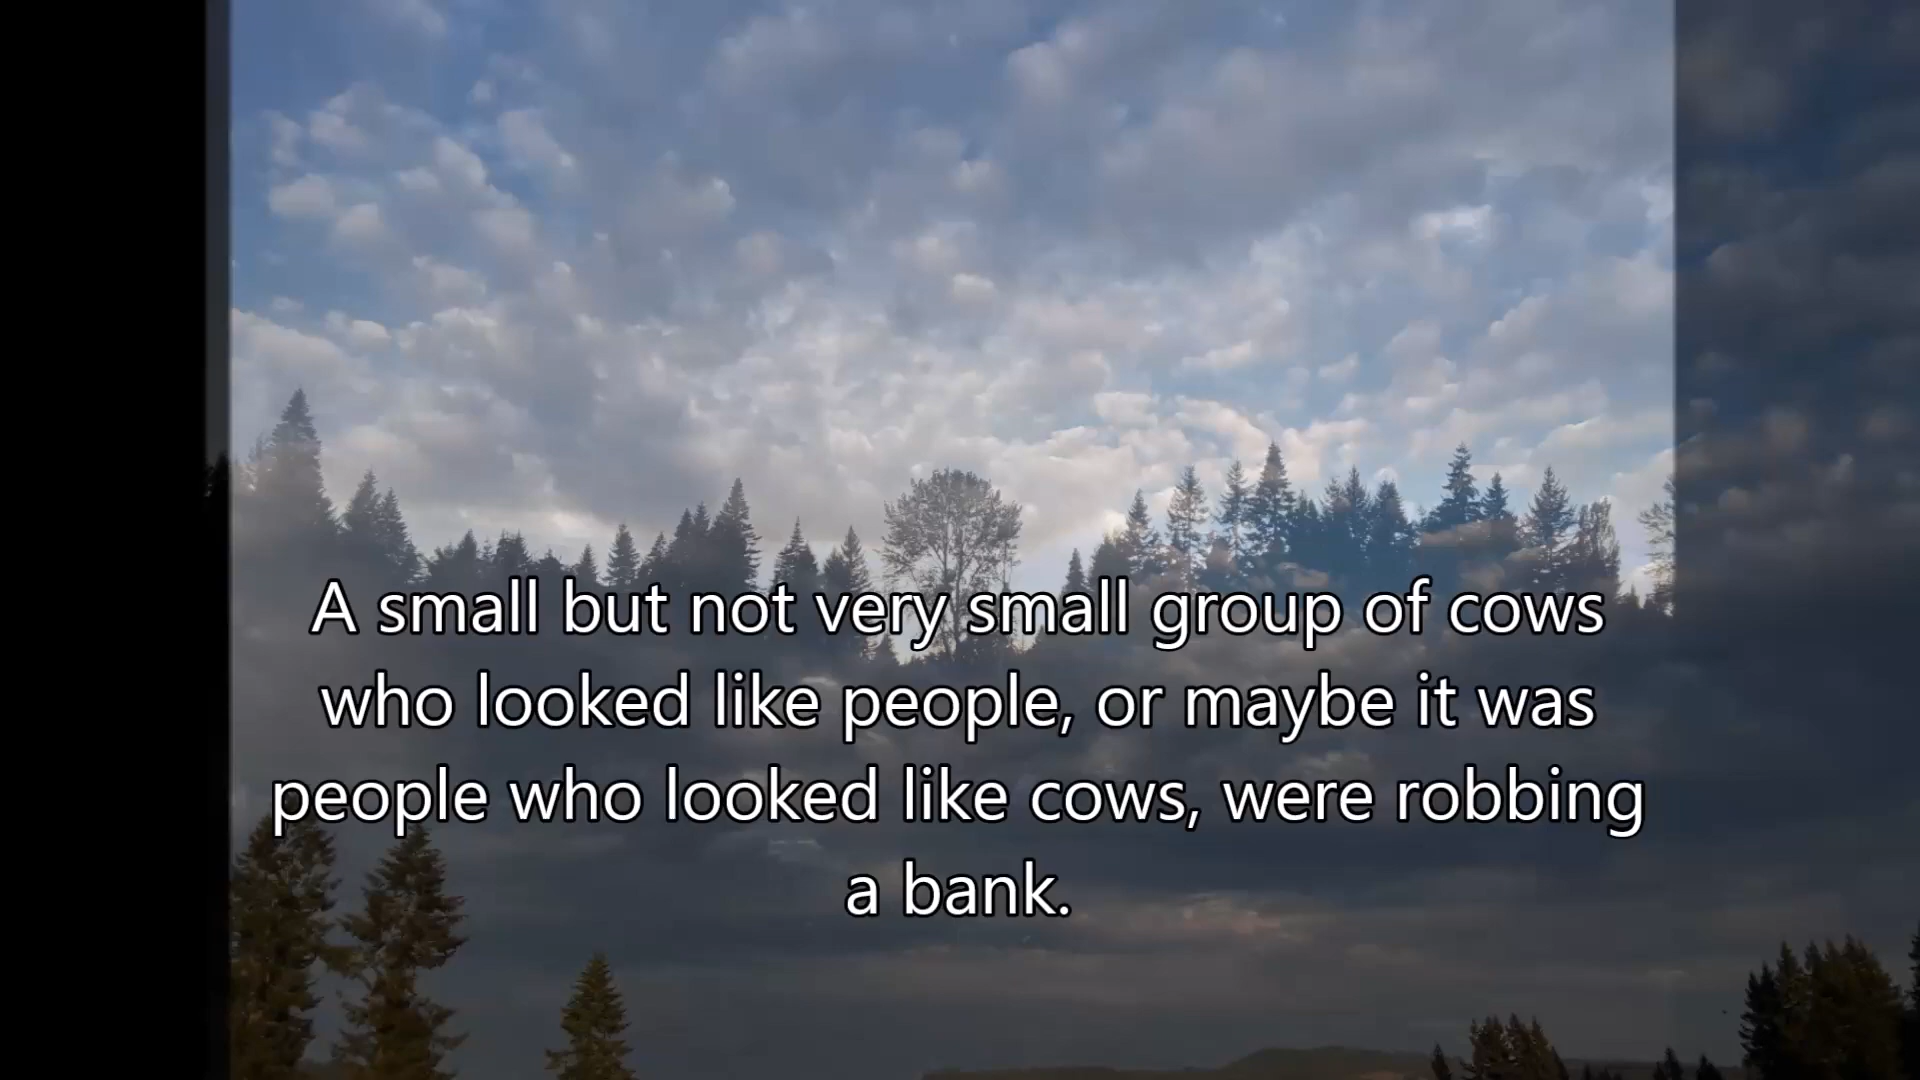 A small but not very small group of cows
who looked like people, or maybe it was
people who looked like cows, were robbing
a bank.